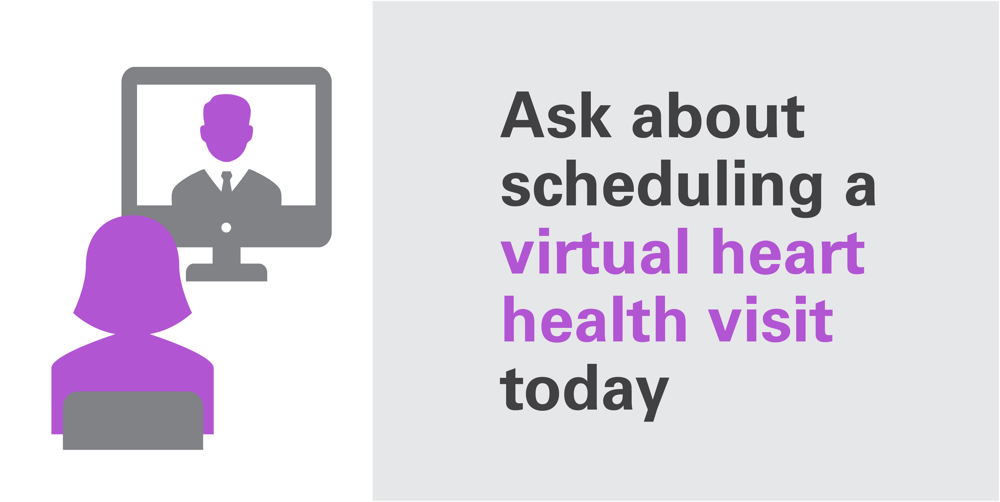 Ask about
scheduling a
virtual heart
health visit
today